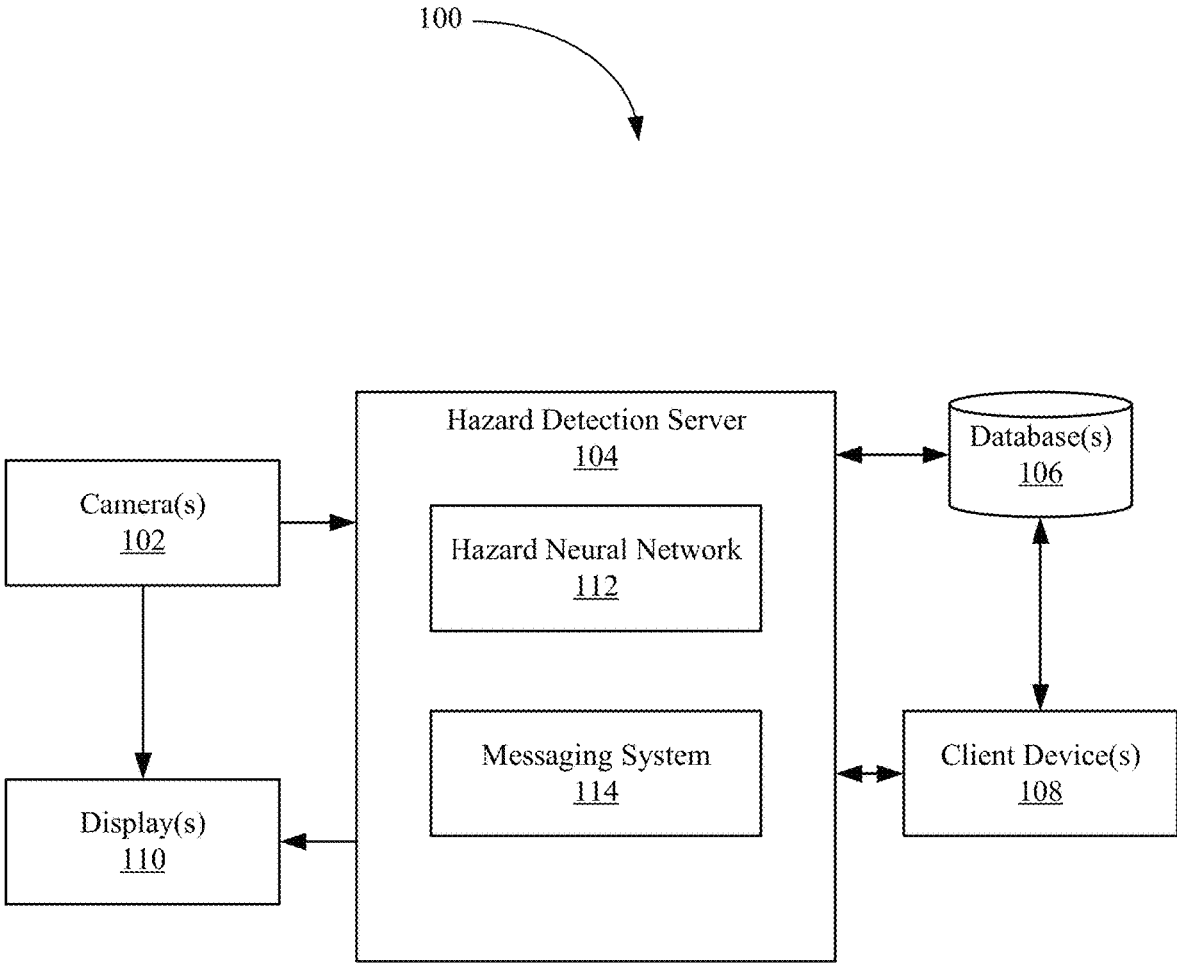 100
Hazard Detection Server
104
Database(s)
106
Camera(s)
102
Hazard Neural Network
112
Messaging System
114
Client Device(s)
108
Display(s)
110